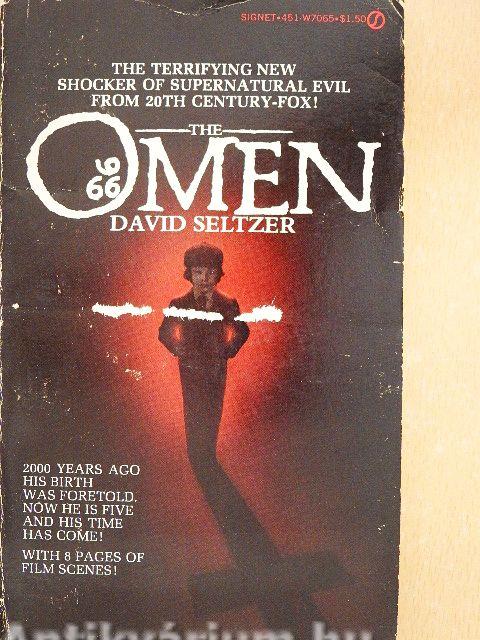 SIGNET•451-W7065•$1.50 S
THE TERRIFYING NEW
SHOCKER OF SUPERNATURAL EVIL
FROM 20TH CENTURY-FOX!
THE
OMEN
666
DAVID SELTZER
2000 YEARS AGO
HIS BIRTH
WAS FORETOLD.
NOW HE IS FIVE
AND HIS TIME
HAS COME!
WITH 8 PAGES OF
FILM SCENES!
Antikvárium.hu